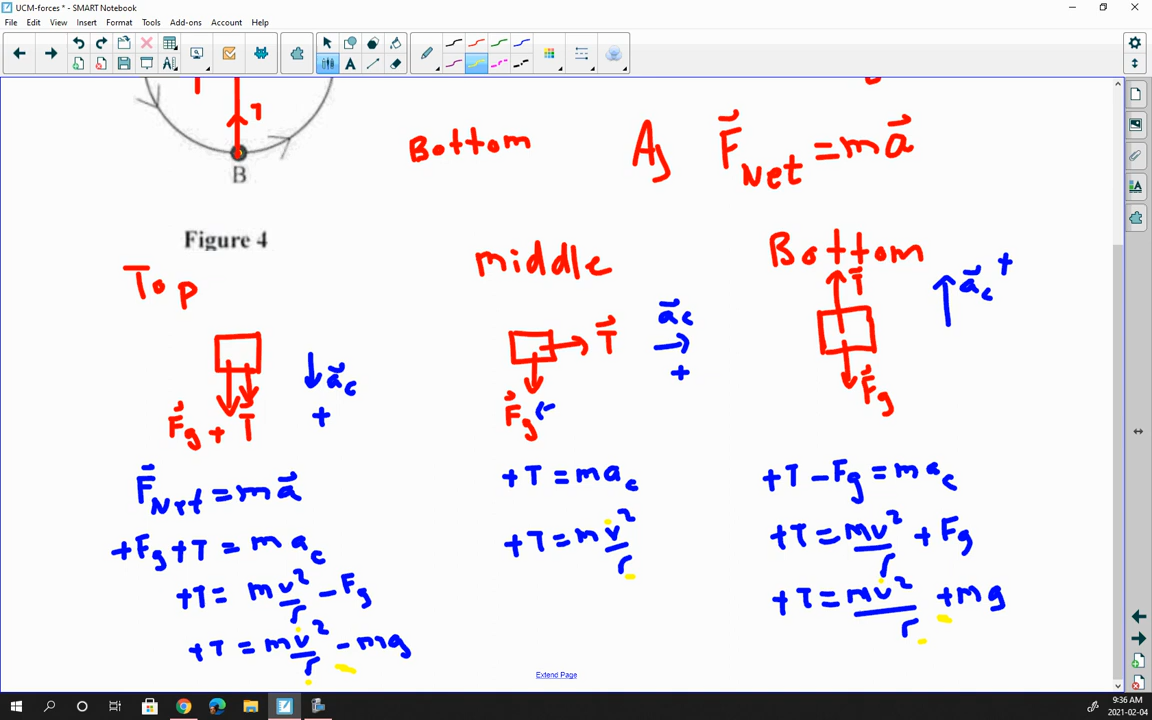 UCM-forces * - SMART Notebook
File Edit View Insert Format Tools Add-ons Account Help
T
B
Bottom
As F⃗Net = ma⃗
Figure 4
Top
middle
Bottom
F⃗g + T⃗
a⃗c
+
T⃗
F⃗g
a⃗c
+
T⃗
F⃗g
a⃗c +
F⃗Net = ma⃗
+Fg + T = mac
+T = mv²/r - Fg
+T = mv²/r - mg
+T = mac
+T = mv²/r
+T - Fg = mac
+T = mv²/r + Fg
+T = mv²/r + mg
Extend Page
9:36 AM
2021-02-04